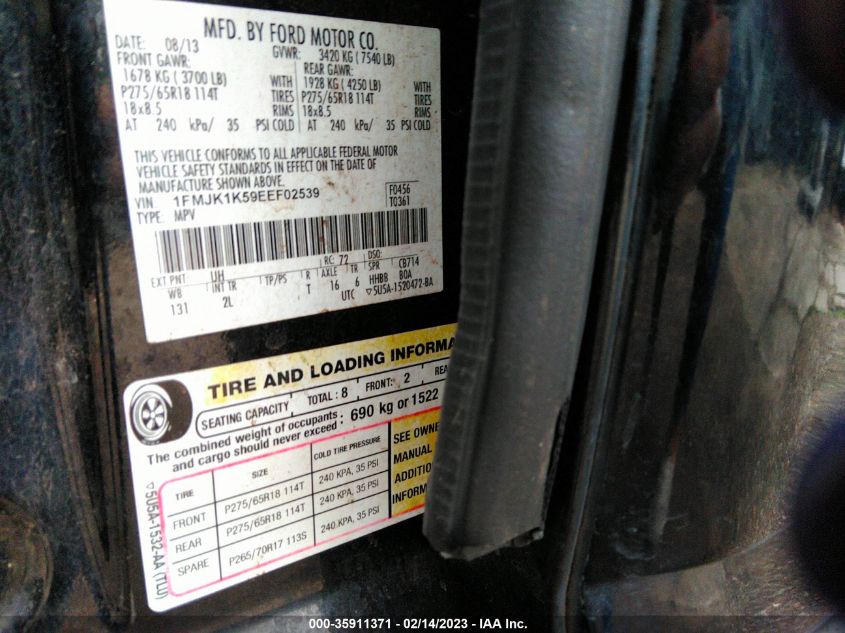 MFD. BY FORD MOTOR CO.
DATE: 08/13 GVWR: 3420 KG ( 7540 LB)
FRONT GAWR: REAR GAWR:
1678 KG ( 3700 LB) WITH 1928 KG ( 4250 LB) WITH
P275/65R18 114T TIRES P275/65R18 114T TIRES
18x8.5 RIMS 18x8.5 RIMS
AT 240 kPa/ 35 PSI COLD AT 240 kPa/ 35 PSI COLD
THIS VEHICLE CONFORMS TO ALL APPLICABLE FEDERAL MOTOR
VEHICLE SAFETY STANDARDS IN EFFECT ON THE DATE OF
MANUFACTURE SHOWN ABOVE.
VIN: 1FMJK1K59EEF02539 F0456
TYPE: MPV T0361
EXT PNT: UH RC: 72 DSO:
WB INT TR TP/PS R AXLE TR SPR CB714
131 2L T 16 6 HHBB BOA
UTC ▽5U5A-1520472-BA
TIRE AND LOADING INFORMA
SEATING CAPACITY TOTAL: 8 FRONT: 2 REA
The combined weight of occupants
and cargo should never exceed : 690 kg or 1522
TIRE SIZE COLD TIRE PRESSURE SEE OWNE
FRONT P275/65R18 114T 240 KPA, 35 PSI MANUAL
REAR P275/65R18 114T 240 KPA, 35 PSI ADDITIO
SPARE P265/70R17 113S 240 KPA, 35 PSI INFORM
▽5U5A-1532-AA (TLU)
000-35911371 - 02/14/2023 - IAA Inc.